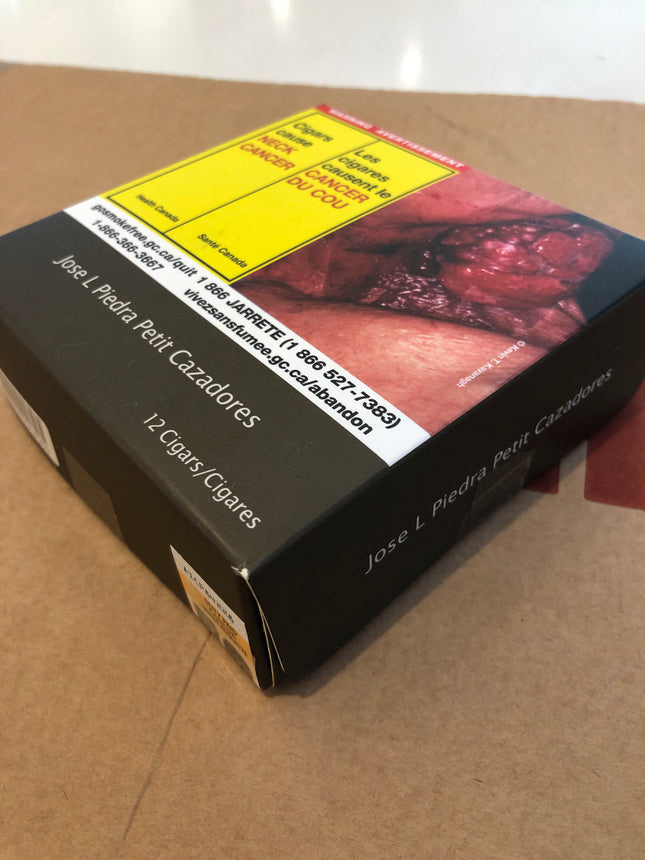 WARNING AVERTISSEMENT
Cigars
cause
NECK
CANCER
Health Canada
Les
cigares
causent le
CANCER
DU COU
Santé Canada
gosmokefree.gc.ca/quit
1-866-366-3667
1 866 JARRETE (1 866 527-7383)
vivezsansfumee.gc.ca/abandon
© Kevin T. Kavanagh
Jose L Piedra Petit Cazadores
12 Cigars/Cigares
Jose L Piedra Petit Cazadores